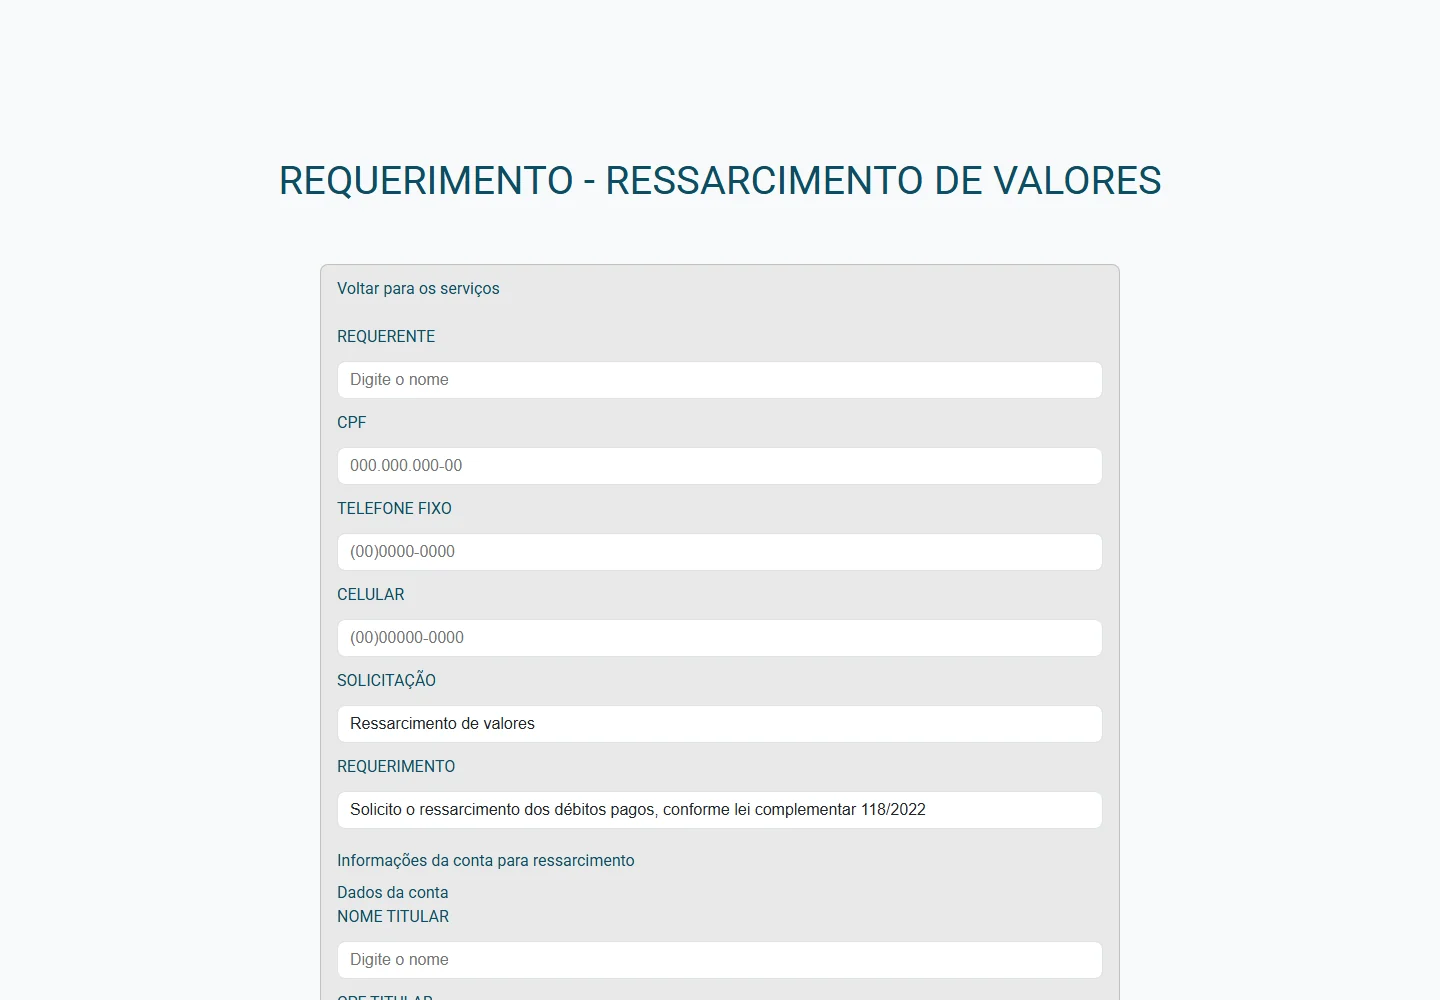 REQUERIMENTO - RESSARCIMENTO DE VALORES
Voltar para os serviços
REQUERENTE
Digite o nome
CPF
000.000.000-00
TELEFONE FIXO
(00)0000-0000
CELULAR
(00)00000-0000
SOLICITAÇÃO
Ressarcimento de valores
REQUERIMENTO
Solicito o ressarcimento dos débitos pagos, conforme lei complementar 118/2022
Informações da conta para ressarcimento
Dados da conta
NOME TITULAR
Digite o nome
CPF TITULAR